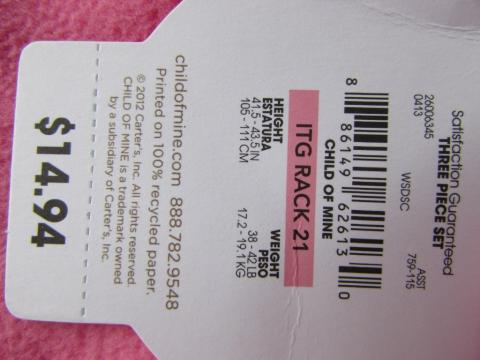 Satisfaction Guaranteed
THREE PIECE SET
26006345 WSDSC ASST
0413 759-115
8 86149 62613 0
CHILD OF MINE
ITG RACK 21
HEIGHT WEIGHT
ESTATURA PESO
41.5 - 43.5 IN 38 - 42 LB
105 - 111 CM 17.2 - 19.1 KG
childofmine.com 888.782.9548
Printed on 100% recycled paper.
© 2012 Carter's, Inc. All rights reserved.
CHILD OF MINE is a trademark owned
by a subsidiary of Carter's, Inc.
$14.94